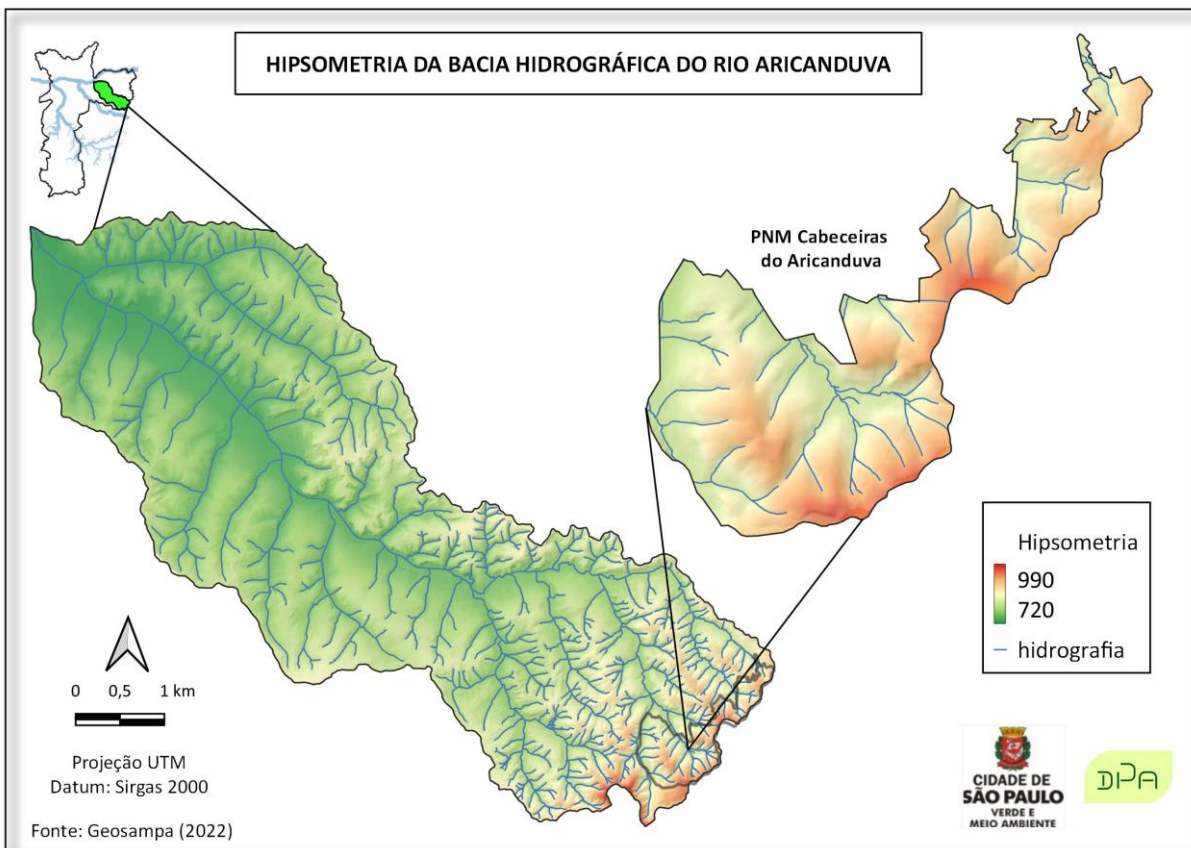 HIPSOMETRIA DA BACIA HIDROGRÁFICA DO RIO ARICANDUVA
PNM Cabeceiras
do Aricanduva
Hipsometria
990
720
hidrografia
0 0,5 1 km
Projeção UTM
Datum: Sirgas 2000
Fonte: Geosampa (2022)
CIDADE DE
SÃO PAULO
VERDE E
MEIO AMBIENTE
DPA